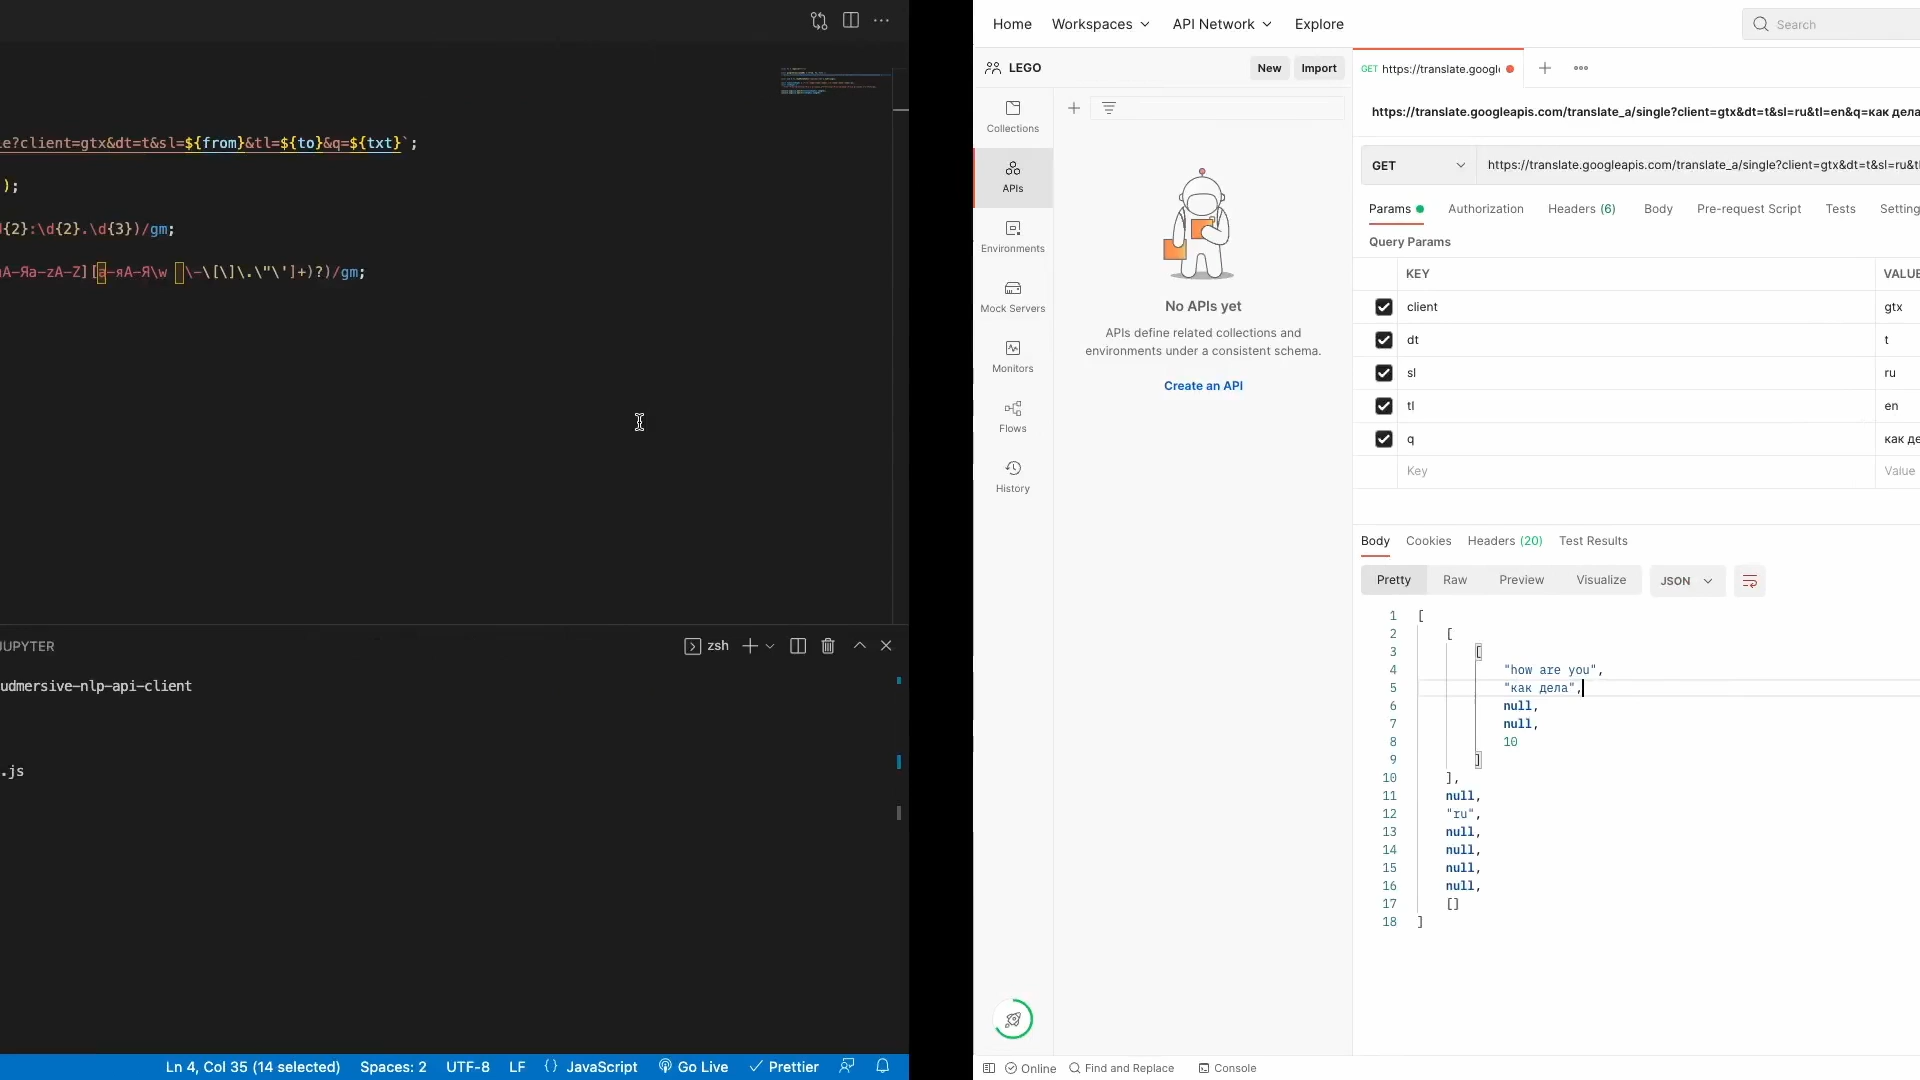 le?client=gtx&dt=t&sl=${from}&tl=${to}&q=${txt}`;
);
{2}:\d{2}.\d{3})/gm;
А-Яa-zA-Z][а-яА-Я\w \-\[\]\.\"\']+)?)/gm;
JUPYTER
zsh
udmersive-nlp-api-client
.js
Ln 4, Col 35 (14 selected) Spaces: 2 UTF-8 LF {} JavaScript Go Live Prettier
Home Workspaces API Network Explore Search
LEGO New Import
Collections
APIs
Environments
Mock Servers
Monitors
Flows
History
No APIs yet
APIs define related collections and
environments under a consistent schema.
Create an API
GET https://translate.googl
https://translate.googleapis.com/translate_a/single?client=gtx&dt=t&sl=ru&tl=en&q=как дела
GET https://translate.googleapis.com/translate_a/single?client=gtx&dt=t&sl=ru&tl
Params Authorization Headers (6) Body Pre-request Script Tests Setting
Query Params
KEY VALUE
client gtx
dt t
sl ru
tl en
q как де
Key Value
Body Cookies Headers (20) Test Results
Pretty Raw Preview Visualize JSON
1 [
2 [
3 [
4 "how are you",
5 "как дела",
6 null,
7 null,
8 10
9 ]
10 ],
11 null,
12 "ru",
13 null,
14 null,
15 null,
16 null,
17 []
18 ]
Online Find and Replace Console